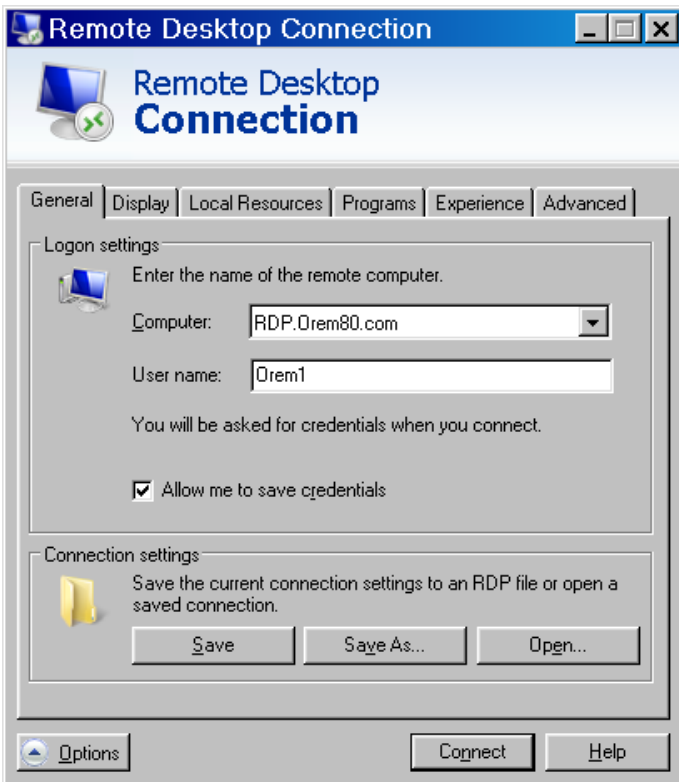 Remote Desktop Connection
Remote Desktop
Connection
General Display Local Resources Programs Experience Advanced
Logon settings
Enter the name of the remote computer.
Computer: RDP.Orem80.com
User name: Orem1
You will be asked for credentials when you connect.
Allow me to save credentials
Connection settings
Save the current connection settings to an RDP file or open a
saved connection.
Save Save As... Open...
Options Connect Help